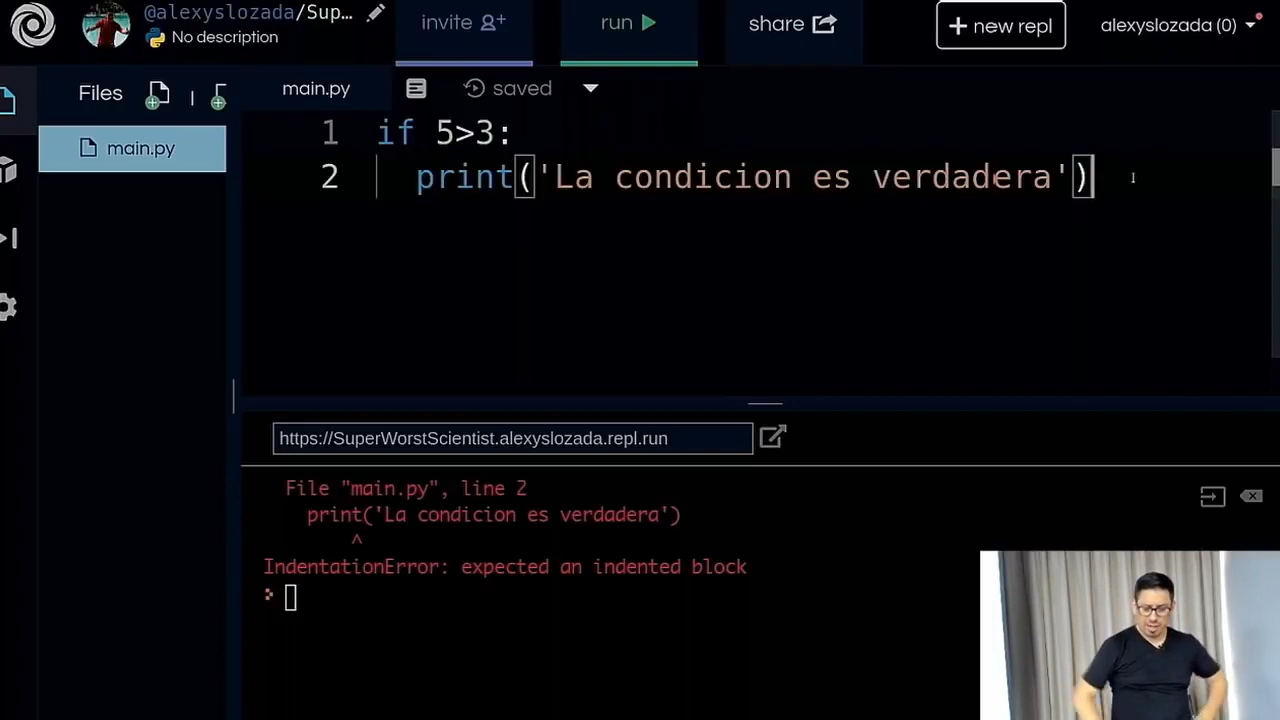 @alexyslozada/Sup...
No description
invite
run
share
+ new repl
alexyslozada (0)
Files
main.py
saved
main.py
1 if 5>3:
2 print('La condicion es verdadera')
https://SuperWorstScientist.alexyslozada.repl.run
File "main.py", line 2
print('La condicion es verdadera')
^
IndentationError: expected an indented block